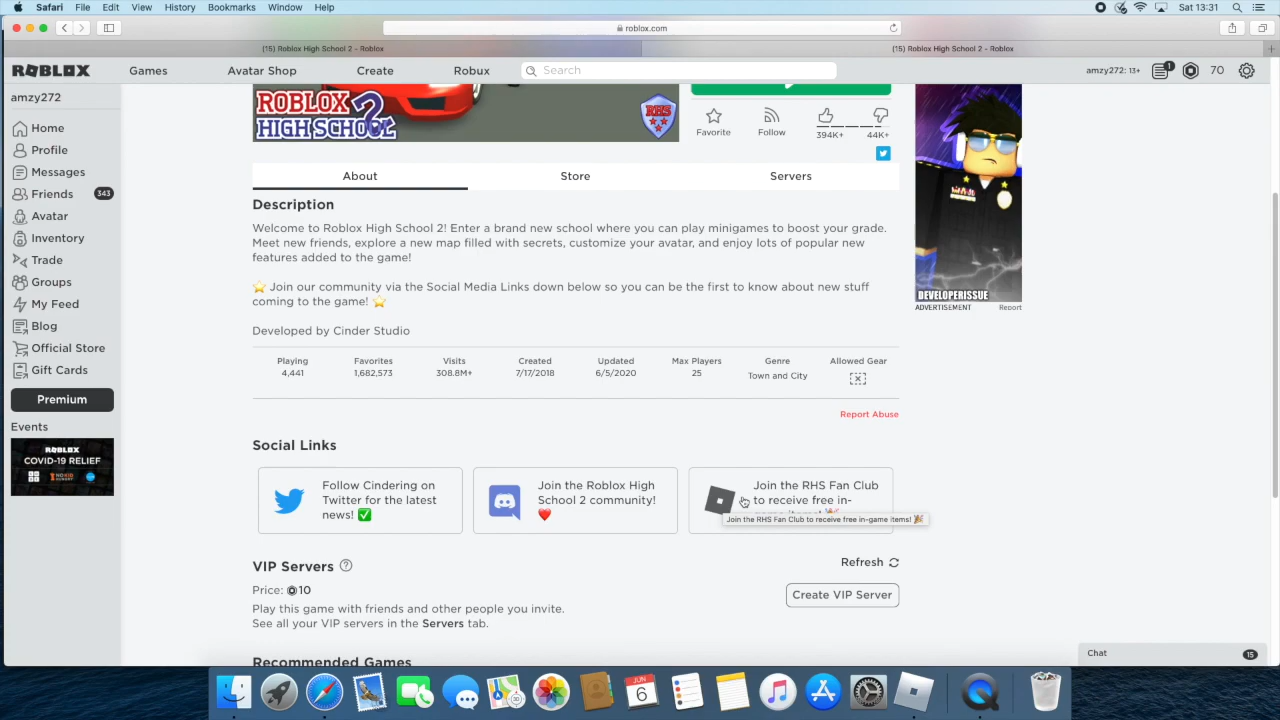 Safari File Edit View History Bookmarks Window Help
Sat 13:31
roblox.com
(15) Roblox High School 2 - Roblox
(15) Roblox High School 2 - Roblox
ROBLOX Games Avatar Shop Create Robux Search amzy272: 13+ 1 70
amzy272
Home
Profile
Messages
Friends 343
Avatar
Inventory
Trade
Groups
My Feed
Blog
Official Store
Gift Cards
Premium
Events
ROBLOX
COVID-19 RELIEF
NO KID HUNGRY
ROBLOX 2
HIGH SCHOOL
RHS
Favorite Follow 394K+ 44K+
About Store Servers
Description
Welcome to Roblox High School 2! Enter a brand new school where you can play minigames to boost your grade.
Meet new friends, explore a new map filled with secrets, customize your avatar, and enjoy lots of popular new
features added to the game!
⭐ Join our community via the Social Media Links down below so you can be the first to know about new stuff
coming to the game! ⭐
Developed by Cinder Studio
Playing Favorites Visits Created Updated Max Players Genre Allowed Gear
4,441 1,682,573 308.8M+ 7/17/2018 6/5/2020 25 Town and City
Report Abuse
Social Links
Follow Cindering on
Twitter for the latest
news! ✅
Join the Roblox High
School 2 community!
❤️
Join the RHS Fan Club
to receive free in-
game items! 🎉
Join the RHS Fan Club to receive free in-game items! 🎉
VIP Servers ?
Refresh
Price: 10
Create VIP Server
Play this game with friends and other people you invite.
See all your VIP servers in the Servers tab.
Recommended Games
DEVELOPERISSUE
ADVERTISEMENT Report
Chat 15
JUN
6